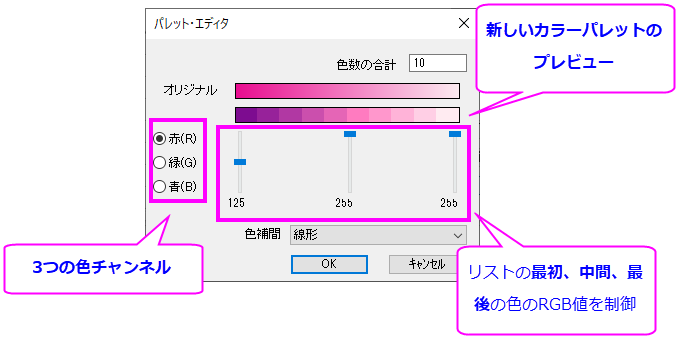 パレット・エディタ
新しいカラーパレットの
プレビュー
色数の合計 10
オリジナル
赤(R)
緑(G)
青(B)
125 255 255
色補間 線形
OK キャンセル
3つの色チャンネル
リストの最初、中間、最
後の色のRGB値を制御